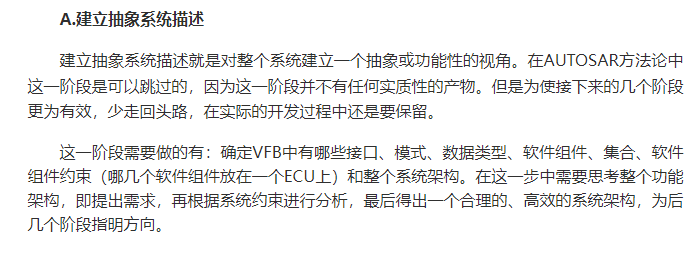 A.建立抽象系统描述
建立抽象系统描述就是对整个系统建立一个抽象或功能性的视角。在AUTOSAR方法论中
这一阶段是可以跳过的，因为这一阶段并不有任何实质性的产物。但是为使接下来的几个阶段
更为有效，少走回头路，在实际的开发过程中还是要保留。
这一阶段需要做的有：确定VFB中有哪些接口、模式、数据类型、软件组件、集合、软件
组件约束（哪几个软件组件放在一个ECU上）和整个系统架构。在这一步中需要思考整个功能
架构，即提出需求，再根据系统约束进行分析，最后得出一个合理的、高效的系统架构，为后
几个阶段指明方向。